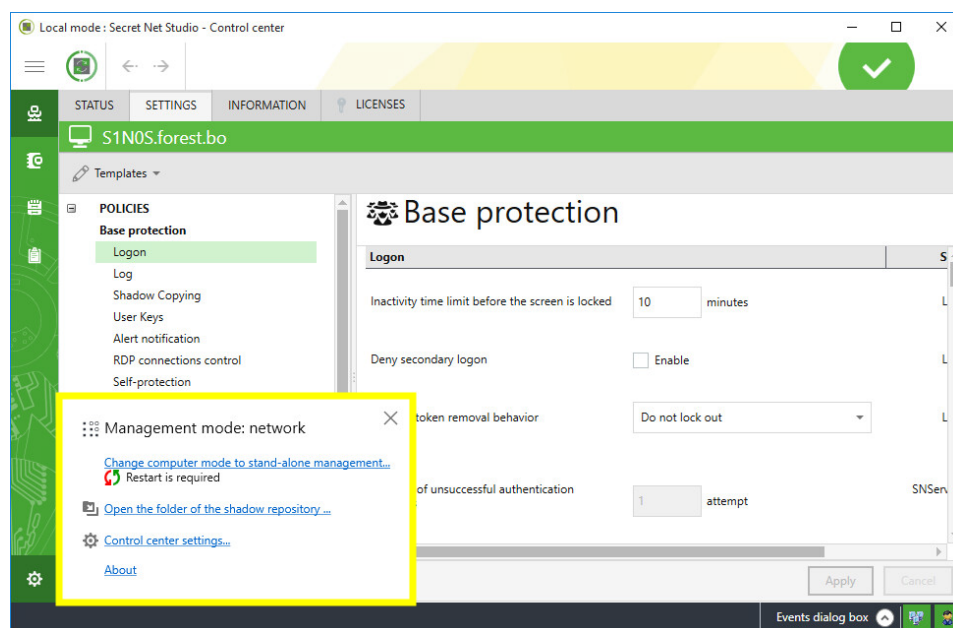 Local mode : Secret Net Studio - Control center
STATUS
SETTINGS
INFORMATION
LICENSES
S1N0S.forest.bo
Templates
POLICIES
Base protection
Logon
Log
Shadow Copying
User Keys
Alert notification
RDP connections control
Self-protection
Base protection
Logon
S
Inactivity time limit before the screen is locked
10
minutes
L
Deny secondary logon
Enable
L
token removal behavior
Do not lock out
L
of unsuccessful authentication
1
attempt
SNServ
Management mode: network
Change computer mode to stand-alone management...
Restart is required
Open the folder of the shadow repository ...
Control center settings...
About
Apply
Cancel
Events dialog box